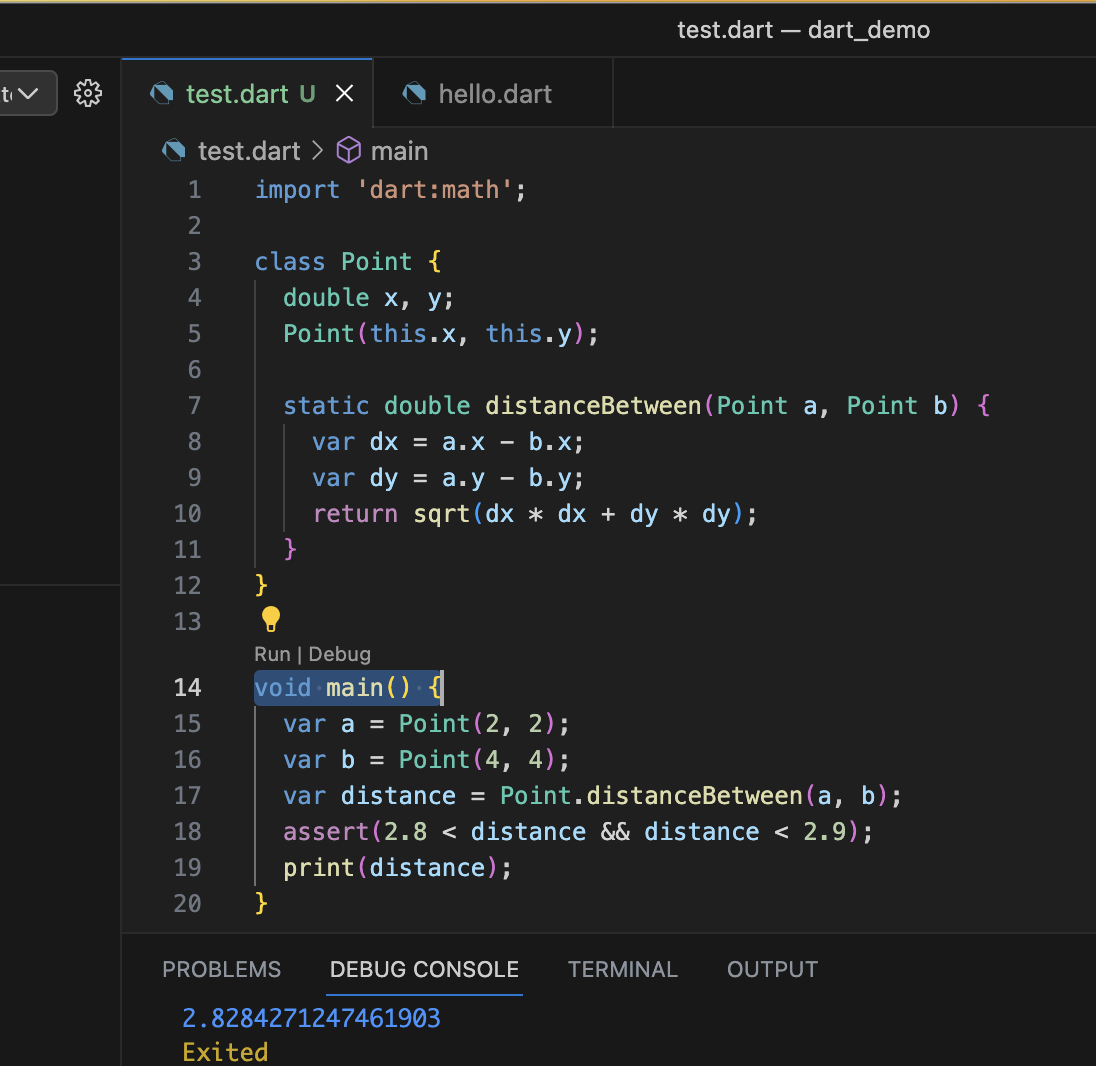 test.dart — dart_demo
test.dart U hello.dart
test.dart > main
1 import 'dart:math';
2
3 class Point {
4   double x, y;
5   Point(this.x, this.y);
6
7   static double distanceBetween(Point a, Point b) {
8     var dx = a.x - b.x;
9     var dy = a.y - b.y;
10     return sqrt(dx * dx + dy * dy);
11   }
12 }
13
Run | Debug
14 void main() {
15   var a = Point(2, 2);
16   var b = Point(4, 4);
17   var distance = Point.distanceBetween(a, b);
18   assert(2.8 < distance && distance < 2.9);
19   print(distance);
20 }
PROBLEMS DEBUG CONSOLE TERMINAL OUTPUT
2.8284271247461903
Exited